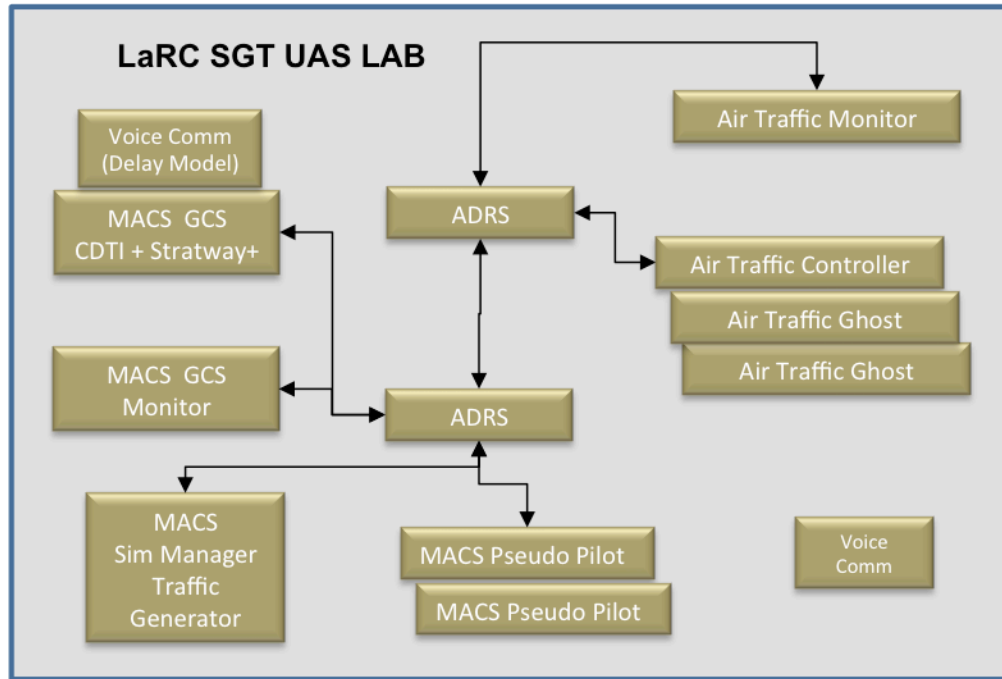 LaRC SGT UAS LAB
Air Traffic Monitor
Voice Comm
(Delay Model)
MACS GCS
CDTI + Stratway+
ADRS
Air Traffic Controller
Air Traffic Ghost
Air Traffic Ghost
MACS GCS
Monitor
ADRS
MACS
Sim Manager
Traffic
Generator
MACS Pseudo Pilot
MACS Pseudo Pilot
Voice
Comm